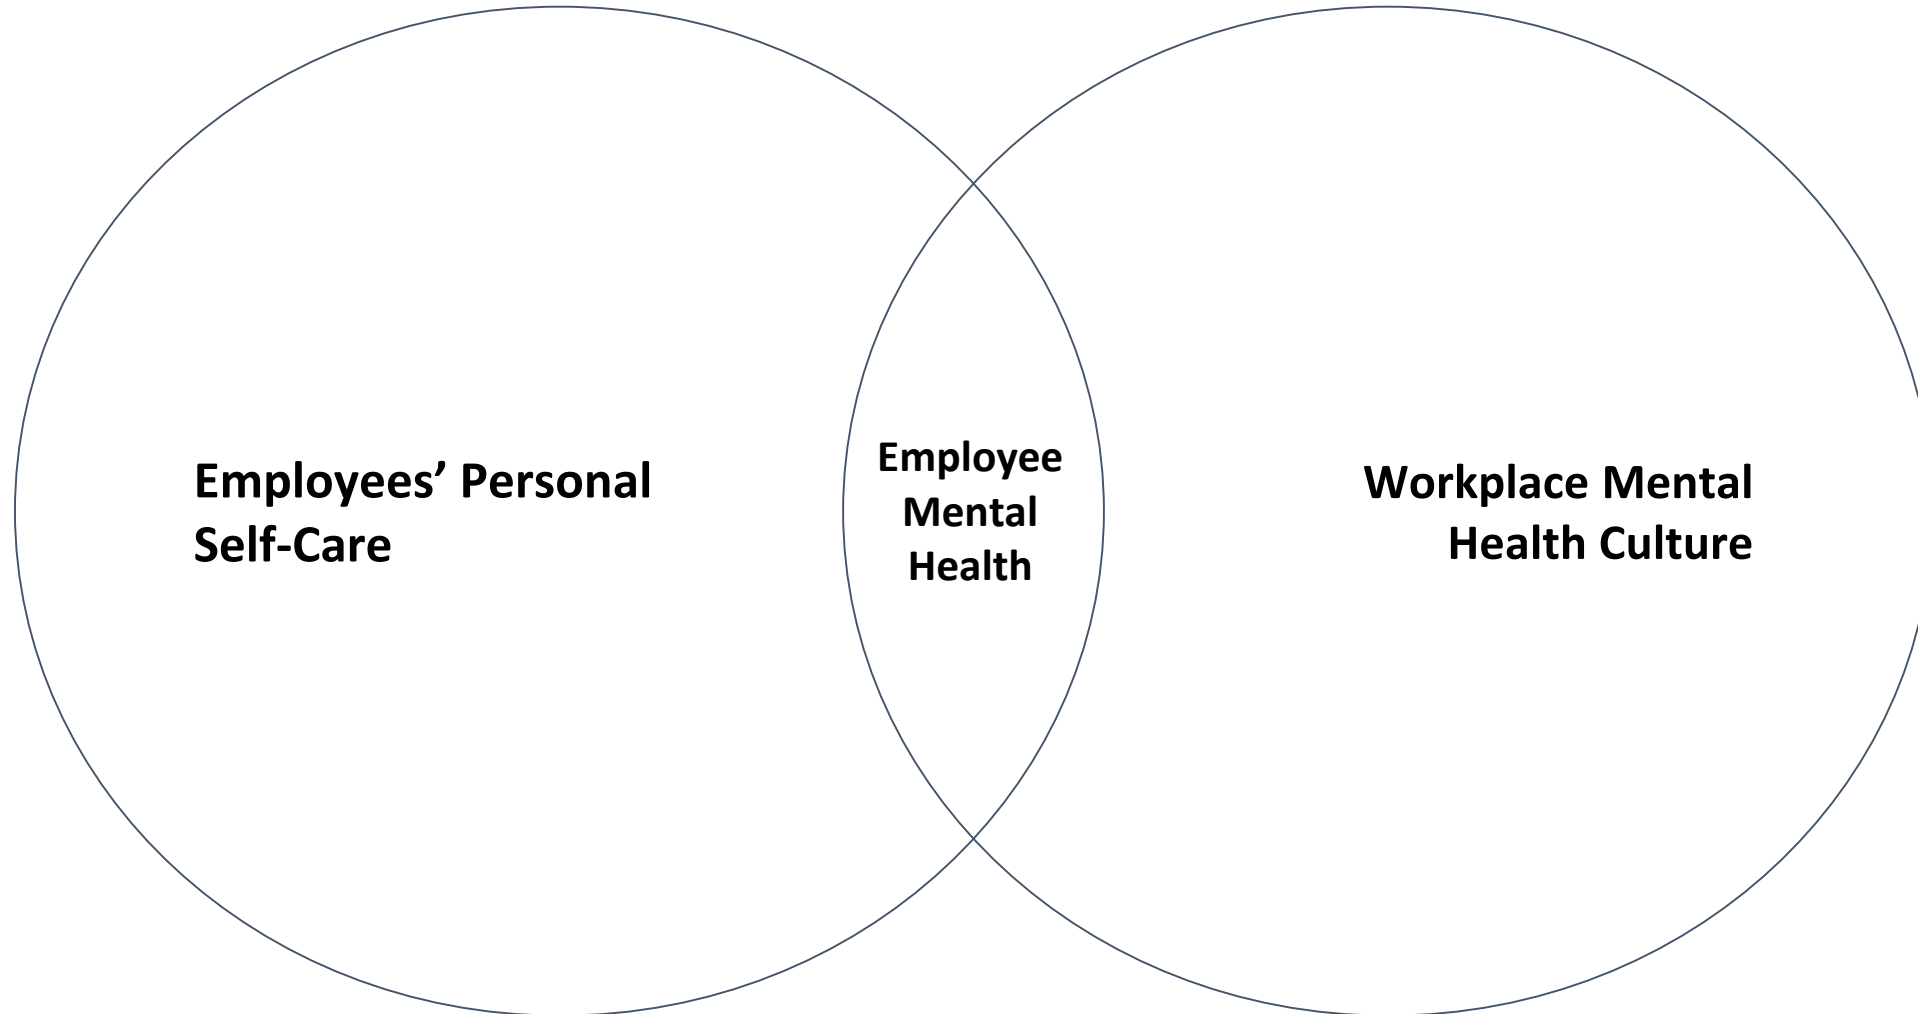 Employees’ Personal
Self-Care
Employee
Mental
Health
Workplace Mental
Health Culture